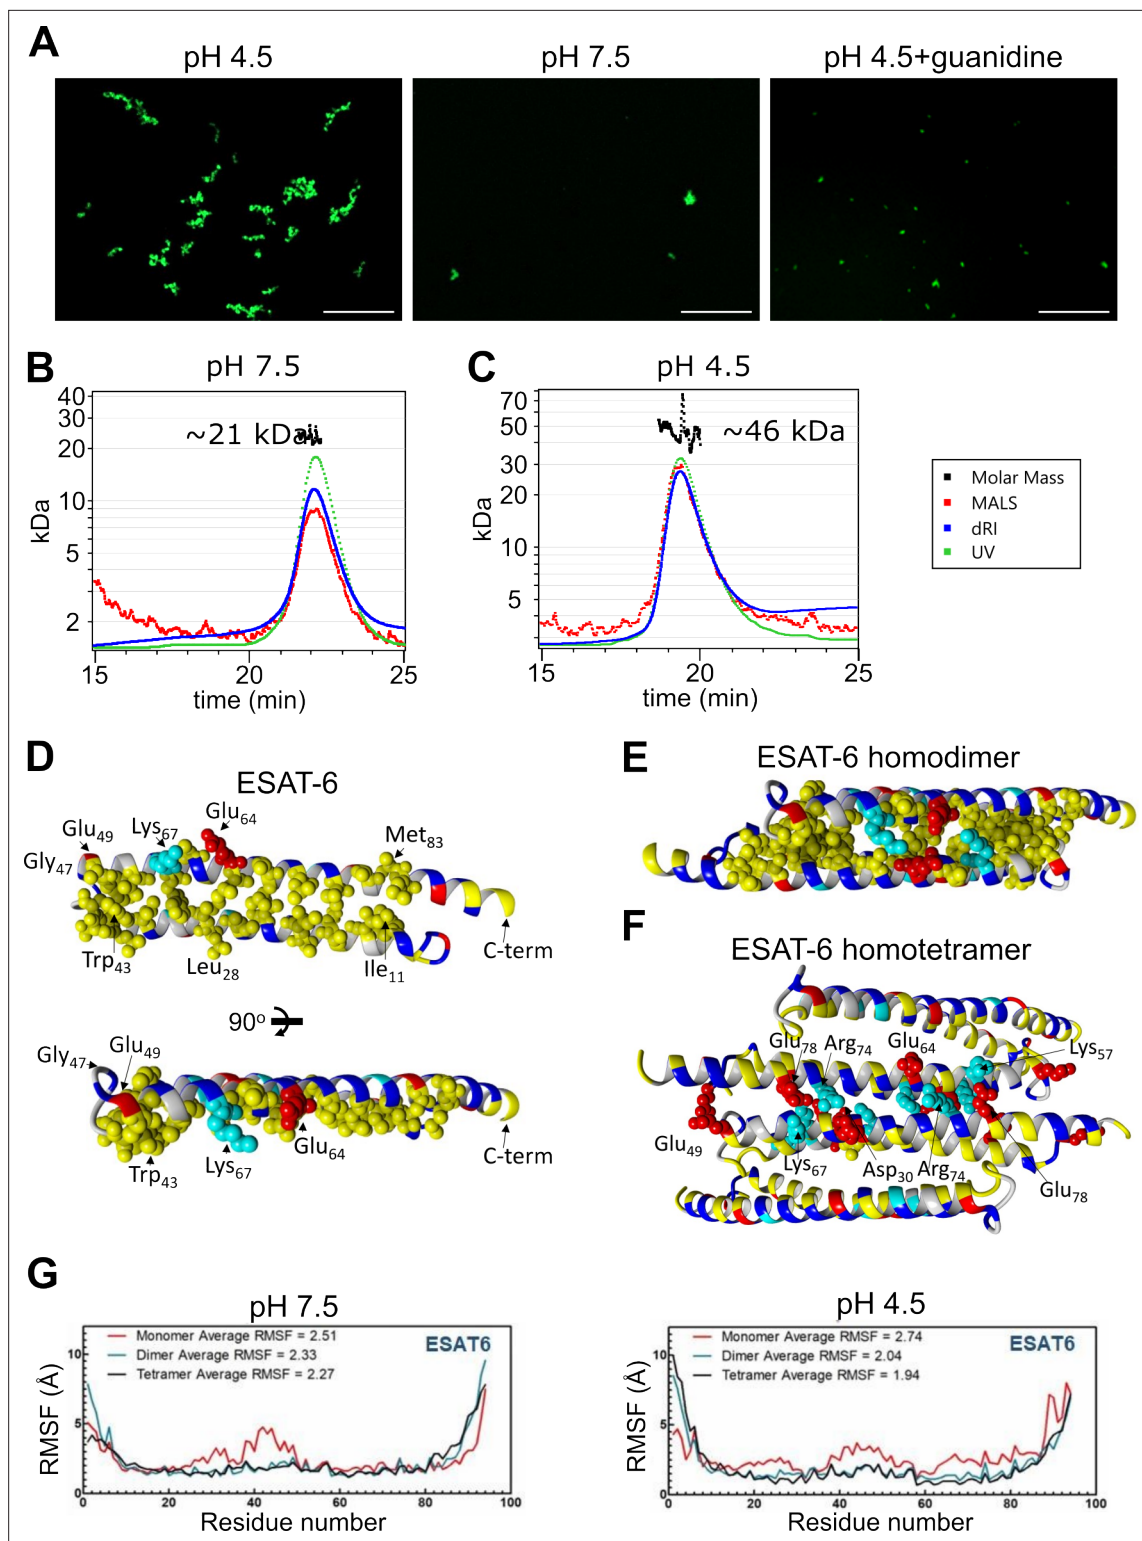 A
pH 4.5
pH 7.5
pH 4.5+guanidine
B
pH 7.5
40
30
20
10
5
2
kDa
~21 kDa
15
20
25
time (min)
C
pH 4.5
70
50
30
20
10
5
kDa
~46 kDa
15
20
25
time (min)
Molar Mass
MALS
dRI
UV
D
ESAT-6
Glu64
Lys67
Glu49
Gly47
Met83
Trp43
Leu28
Ile11
C-term
90o
Gly47
Glu49
Trp43
Lys67
Glu64
C-term
E
ESAT-6 homodimer
F
ESAT-6 homotetramer
Glu78
Arg74
Glu64
Lys57
Glu49
Lys67
Asp30
Arg74
Glu78
G
pH 7.5
Monomer Average RMSF = 2.51
Dimer Average RMSF = 2.33
Tetramer Average RMSF = 2.27
ESAT6
10
5
0
RMSF (Å)
0
20
40
60
80
100
Residue number
pH 4.5
Monomer Average RMSF = 2.74
Dimer Average RMSF = 2.04
Tetramer Average RMSF = 1.94
ESAT6
10
5
0
RMSF (Å)
0
20
40
60
80
100
Residue number